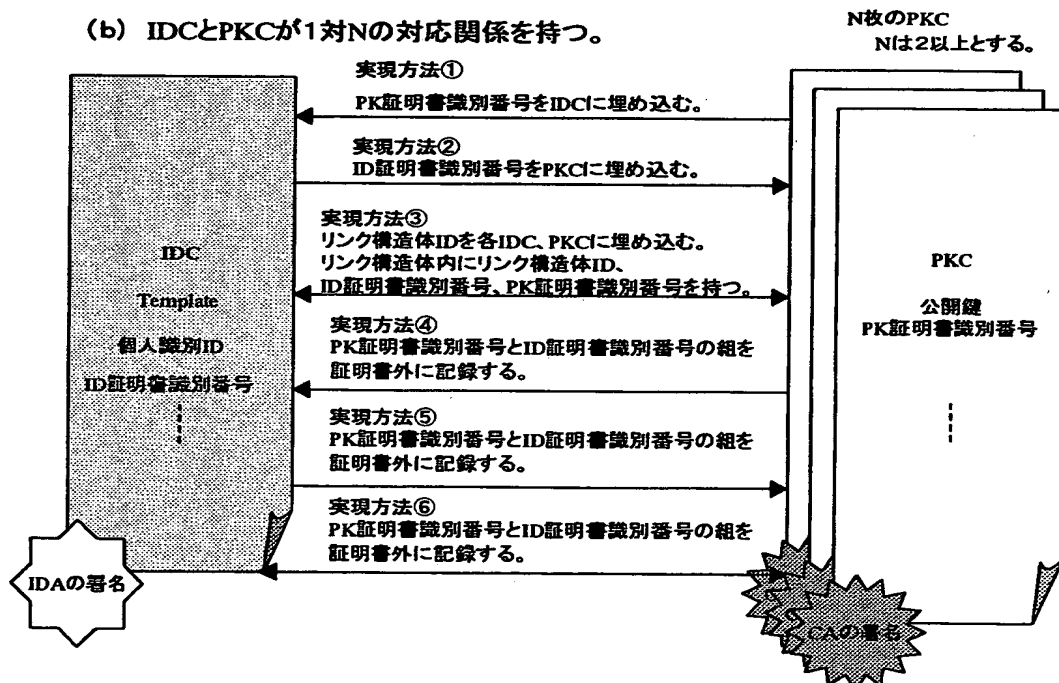 (b) IDCとPKCが1対Nの対応関係を持つ。
N枚のPKC
Nは2以上とする。
実現方法①
PK証明書識別番号をIDCに埋め込む。
実現方法②
ID証明書識別番号をPKCに埋め込む。
実現方法③
リンク構造体IDを各IDC、PKCに埋め込む。
リンク構造体内にリンク構造体ID、
ID証明書識別番号、PK証明書識別番号を持つ。
実現方法④
PK証明書識別番号とID証明書識別番号の組を
証明書外に記録する。
実現方法⑤
PK証明書識別番号とID証明書識別番号の組を
証明書外に記録する。
実現方法⑥
PK証明書識別番号とID証明書識別番号の組を
証明書外に記録する。
IDC
Template
個人識別ID
ID証明書識別番号
IDAの署名
PKC
公開鍵
PK証明書識別番号
CAの署名